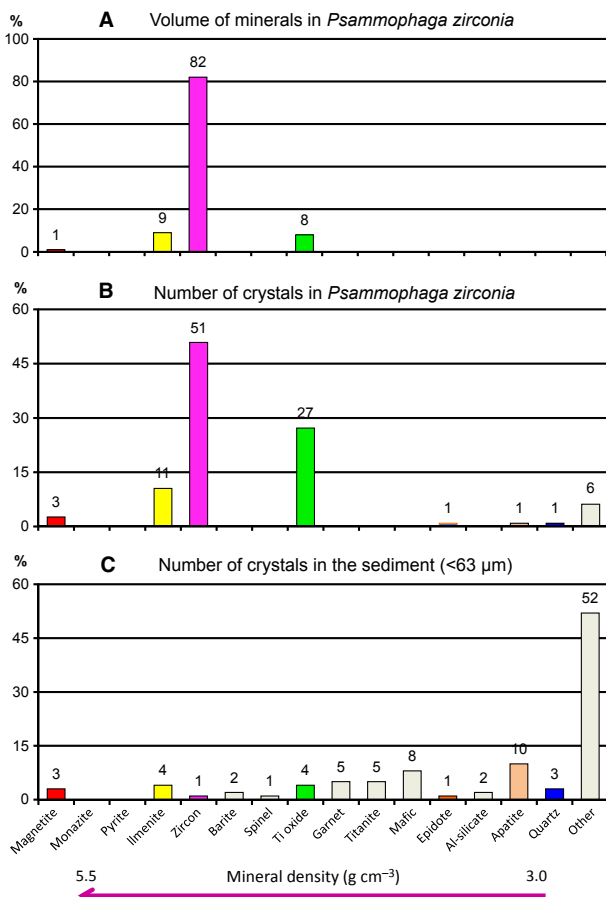 A Volume of minerals in Psammophaga zirconia
%
100
80
60
40
20
0
1
9
82
8
B Number of crystals in Psammophaga zirconia
%
60
45
30
15
0
3
11
51
27
1
1
1
6
C Number of crystals in the sediment (<63 µm)
%
60
45
30
15
0
3
4
1
2
1
4
5
5
8
1
2
10
3
52
Magnetite
Monazite
Pyrite
Ilmenite
Zircon
Barite
Spinel
Ti oxide
Garnet
Titanite
Mafic
Epidote
Al-silicate
Apatite
Quartz
Other
5.5 Mineral density (g cm⁻³) 3.0